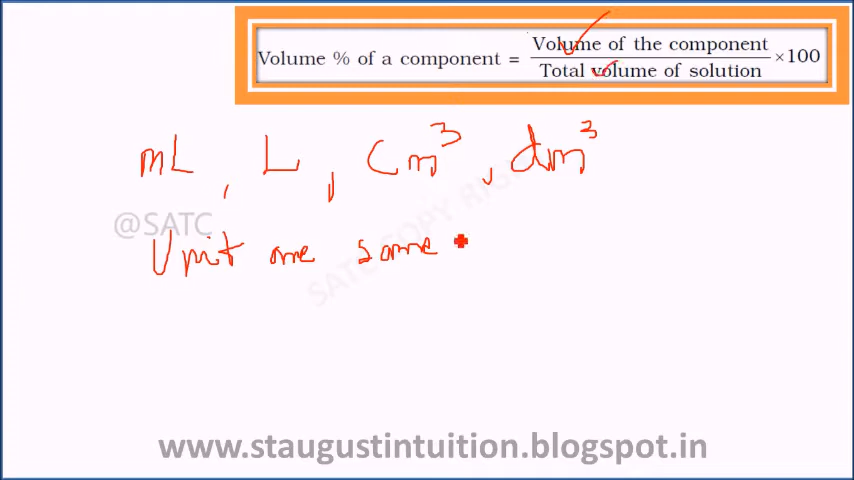 Volume % of a component = Volume of the component / Total volume of solution ×100
mL, L, Cm³, dm³
@SATC
Unit are same
www.staugustintuition.blogspot.in